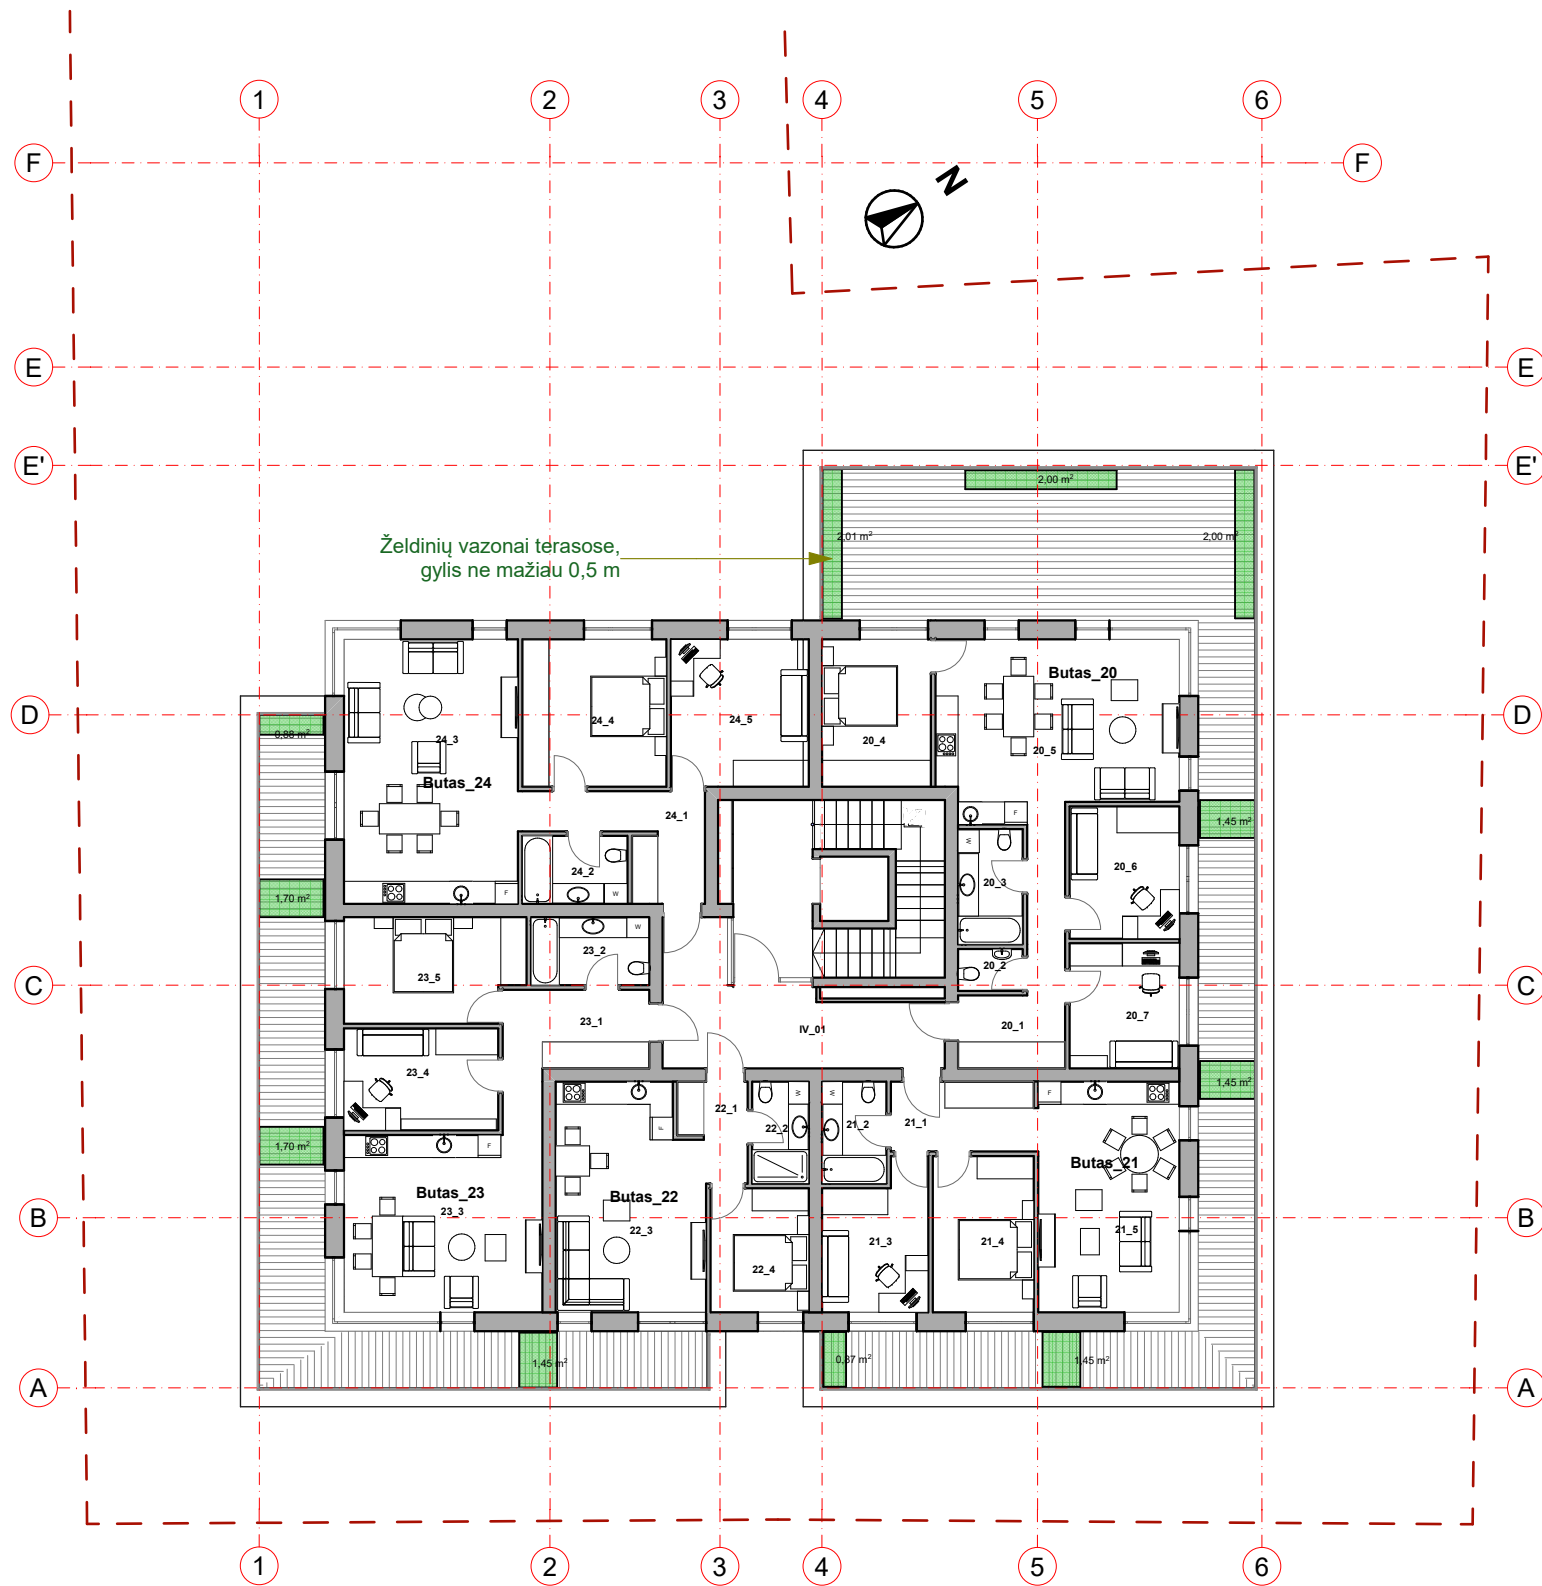 1
2
3
4
5
6
F
F
N
E
E
E'
E'
2,00 m²
2,01 m²
2,00 m²
Želdinių vazonai terasose,
gylis ne mažiau 0,5 m
Butas_20
D
D
0,88 m²
24_3
24_4
24_5
20_4
20_5
Butas_24
24_1
F
1,45 m²
W
24_2
20_3
20_6
1,70 m²
F
W
W
23_2
23_5
20_2
C
C
23_1
IV_01
20_1
20_7
23_4
1,45 m²
22_1
W
W
21_1
F
22_2
21_2
F
1,70 m²
F
Butas_21
Butas_23
Butas_22
23_3
B
B
22_3
21_3
21_4
21_5
22_4
1,45 m²
0,87 m²
1,45 m²
A
A
1
2
3
4
5
6